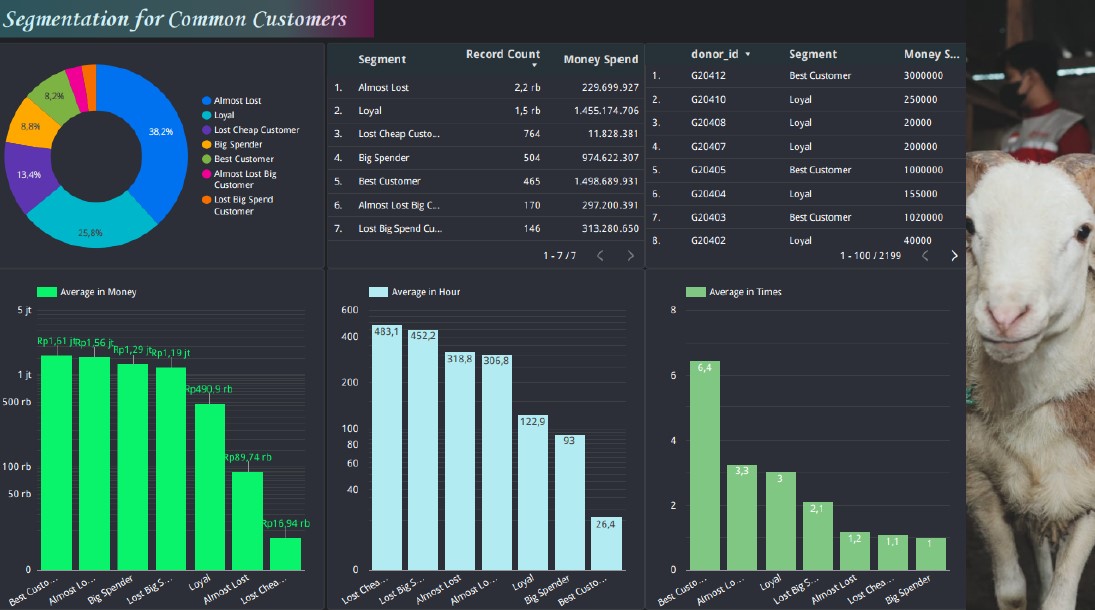 Segmentation for Common Customers
38,2%
25,8%
13,4%
8,8%
8,2%
Almost Lost
Loyal
Lost Cheap Customer
Big Spender
Best Customer
Almost Lost Big
Customer
Lost Big Spend
Customer
Segment Record Count Money Spend
1. Almost Lost 2,2 rb 229.699.927
2. Loyal 1,5 rb 1.455.174.706
3. Lost Cheap Custo... 764 11.828.381
4. Big Spender 504 974.622.307
5. Best Customer 465 1.498.689.931
6. Almost Lost Big C... 170 297.200.391
7. Lost Big Spend Cu... 146 313.280.650
1 - 7 / 7
donor_id Segment Money S...
1. G20412 Best Customer 3000000
2. G20410 Loyal 250000
3. G20408 Loyal 20000
4. G20407 Loyal 200000
5. G20405 Best Customer 1000000
6. G20404 Loyal 155000
7. G20403 Best Customer 1020000
8. G20402 Loyal 40000
1 - 100 / 2199
Average in Money
5 jt
1 jt
500 rb
100 rb
50 rb
0
Rp1,61 jt
Rp1,56 jt
Rp1,29 jt
Rp1,19 jt
Rp490,9 rb
Rp89,74 rb
Rp16,94 rb
Best Custo...
Almost Lo...
Big Spender
Lost Big S...
Loyal
Almost Lost
Lost Chea...
Average in Hour
600
400
200
100
80
60
40
0
483,1
452,2
318,8
306,8
122,9
93
26,4
Lost Chea...
Lost Big S...
Almost Lost
Almost Lo...
Loyal
Big Spender
Best Custo...
Average in Times
8
6
4
2
0
6,4
3,3
3
2,1
1,2
1,1
1
Best Custo...
Almost Lo...
Loyal
Lost Big S...
Almost Lost
Lost Chea...
Big Spender